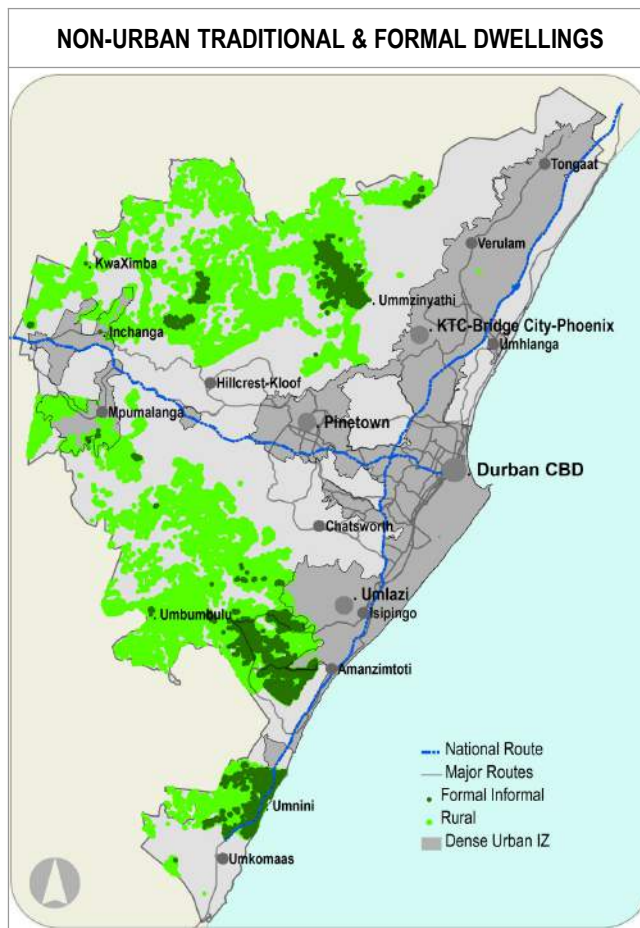 NON-URBAN TRADITIONAL & FORMAL DWELLINGS
Tongaat
Verulam
KwaXimba
Ummzinyathi
KTC-Bridge City-Phoenix
Inchanga
Umhlanga
Hillcrest-Kloof
Mpumalanga
Pinetown
Durban CBD
Chatsworth
Umlazi
Umbumbulu
Isipingo
Amanzimtoti
National Route
Major Routes
Formal Informal
Umnini
Rural
Dense Urban IZ
Umkomaas